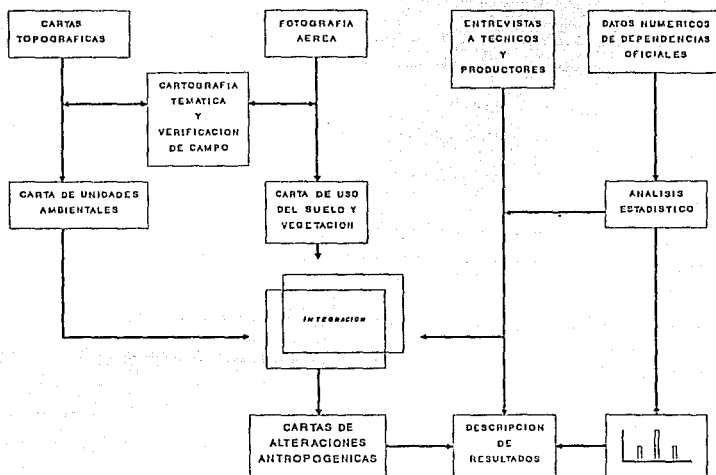 CARTAS
TOPOGRAFICAS
FOTOGRAFIA
AEREA
ENTREVISTAS
A TECNICOS
Y
PRODUCTORES
DATOS NUMERICOS
DE DEPENDENCIAS
OFICIALES
CARTOGRAFIA
TEMATICA
Y
VERIFICACION
DE CAMPO
CARTA DE UNIDADES
AMBIENTALES
CARTA DE USO
DEL SUELO Y
VEGETACION
ANALISIS
ESTADISTICO
INTEGRACION
CARTAS DE
ALTERACIONES
ANTROPOGENICAS
DESCRIPCION
DE
RESULTADOS